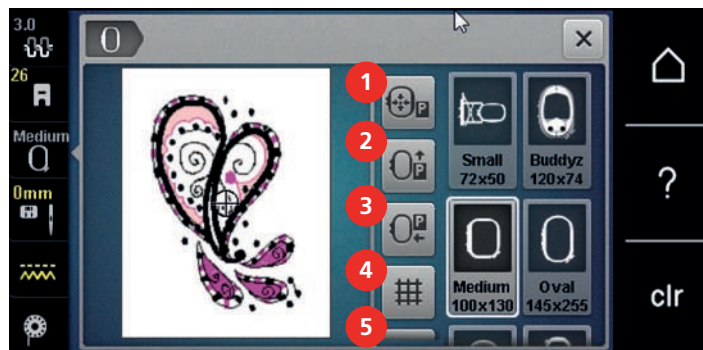 3.0
26
Medium
0mm
1
P
2
P
3
P
4
5
Small
72x50
Buddyz
120x74
Medium
100x130
Oval
145x255
?
clr